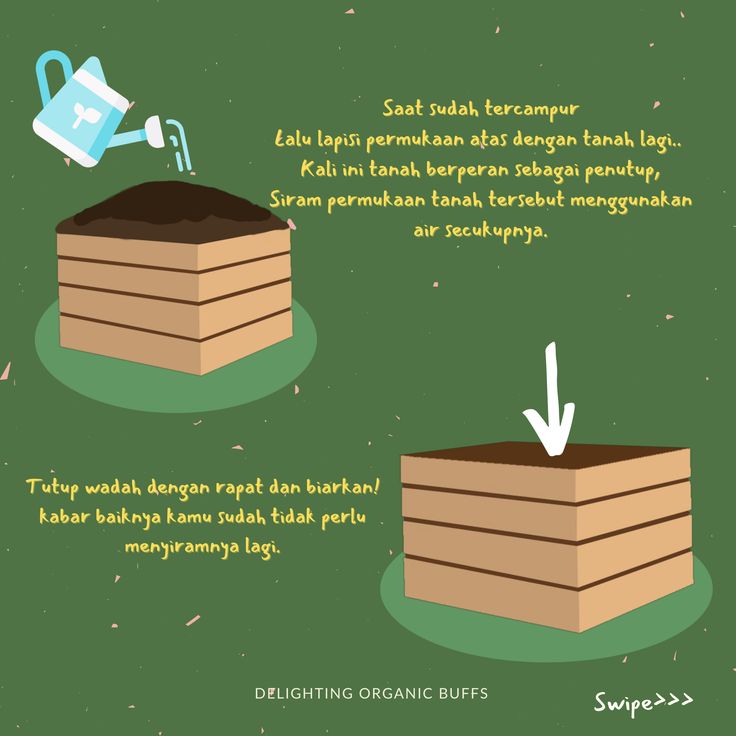 Saat sudah tercampur
Lalu lapisi permukaan atas dengan tanah lagi..
Kali ini tanah berperan sebagai penutup,
Siram permukaan tanah tersebut menggunakan
air secukupnya.
Tutup wadah dengan rapat dan biarkan!
kabar baiknya kamu sudah tidak perlu
menyiramnya lagi.
DELIGHTING ORGANIC BUFFS
Swipe>>>